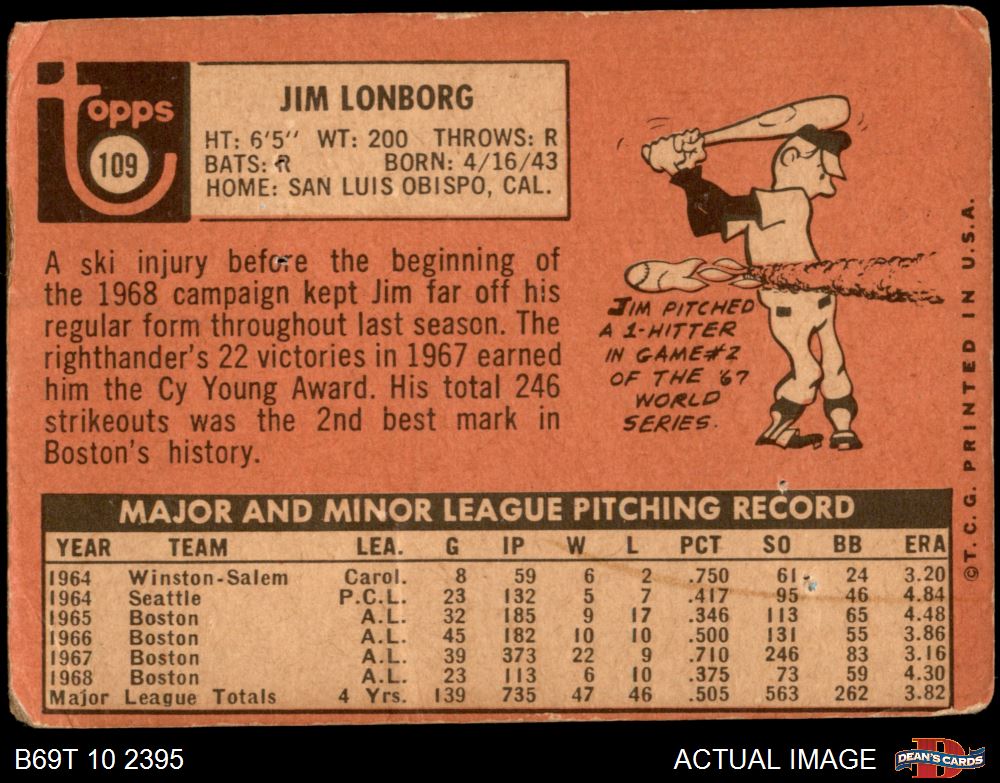 Topps
109
JIM LONBORG
HT: 6'5" WT: 200 THROWS: R
BATS: R BORN: 4/16/43
HOME: SAN LUIS OBISPO, CAL.
A ski injury before the beginning of
the 1968 campaign kept Jim far off his
regular form throughout last season. The
righthander's 22 victories in 1967 earned
him the Cy Young Award. His total 246
strikeouts was the 2nd best mark in
Boston's history.
JIM PITCHED
A 1-HITTER
IN GAME #2
OF THE '67
WORLD
SERIES.
©T. C. G. PRINTED IN U.S.A.
MAJOR AND MINOR LEAGUE PITCHING RECORD
YEAR TEAM LEA. G IP W L PCT SO BB ERA
1964 Winston-Salem Carol. 8 59 6 2 .750 61 24 3.20
1964 Seattle P.C.L. 23 132 5 7 .417 95 46 4.84
1965 Boston A.L. 32 185 9 17 .346 113 65 4.48
1966 Boston A.L. 45 182 10 10 .500 131 55 3.86
1967 Boston A.L. 39 373 22 9 .710 246 83 3.16
1968 Boston A.L. 23 113 6 10 .375 73 59 4.30
Major League Totals 4 Yrs. 139 735 47 46 .505 563 262 3.82
B69T 10 2395
ACTUAL IMAGE
DEAN'S CARDS